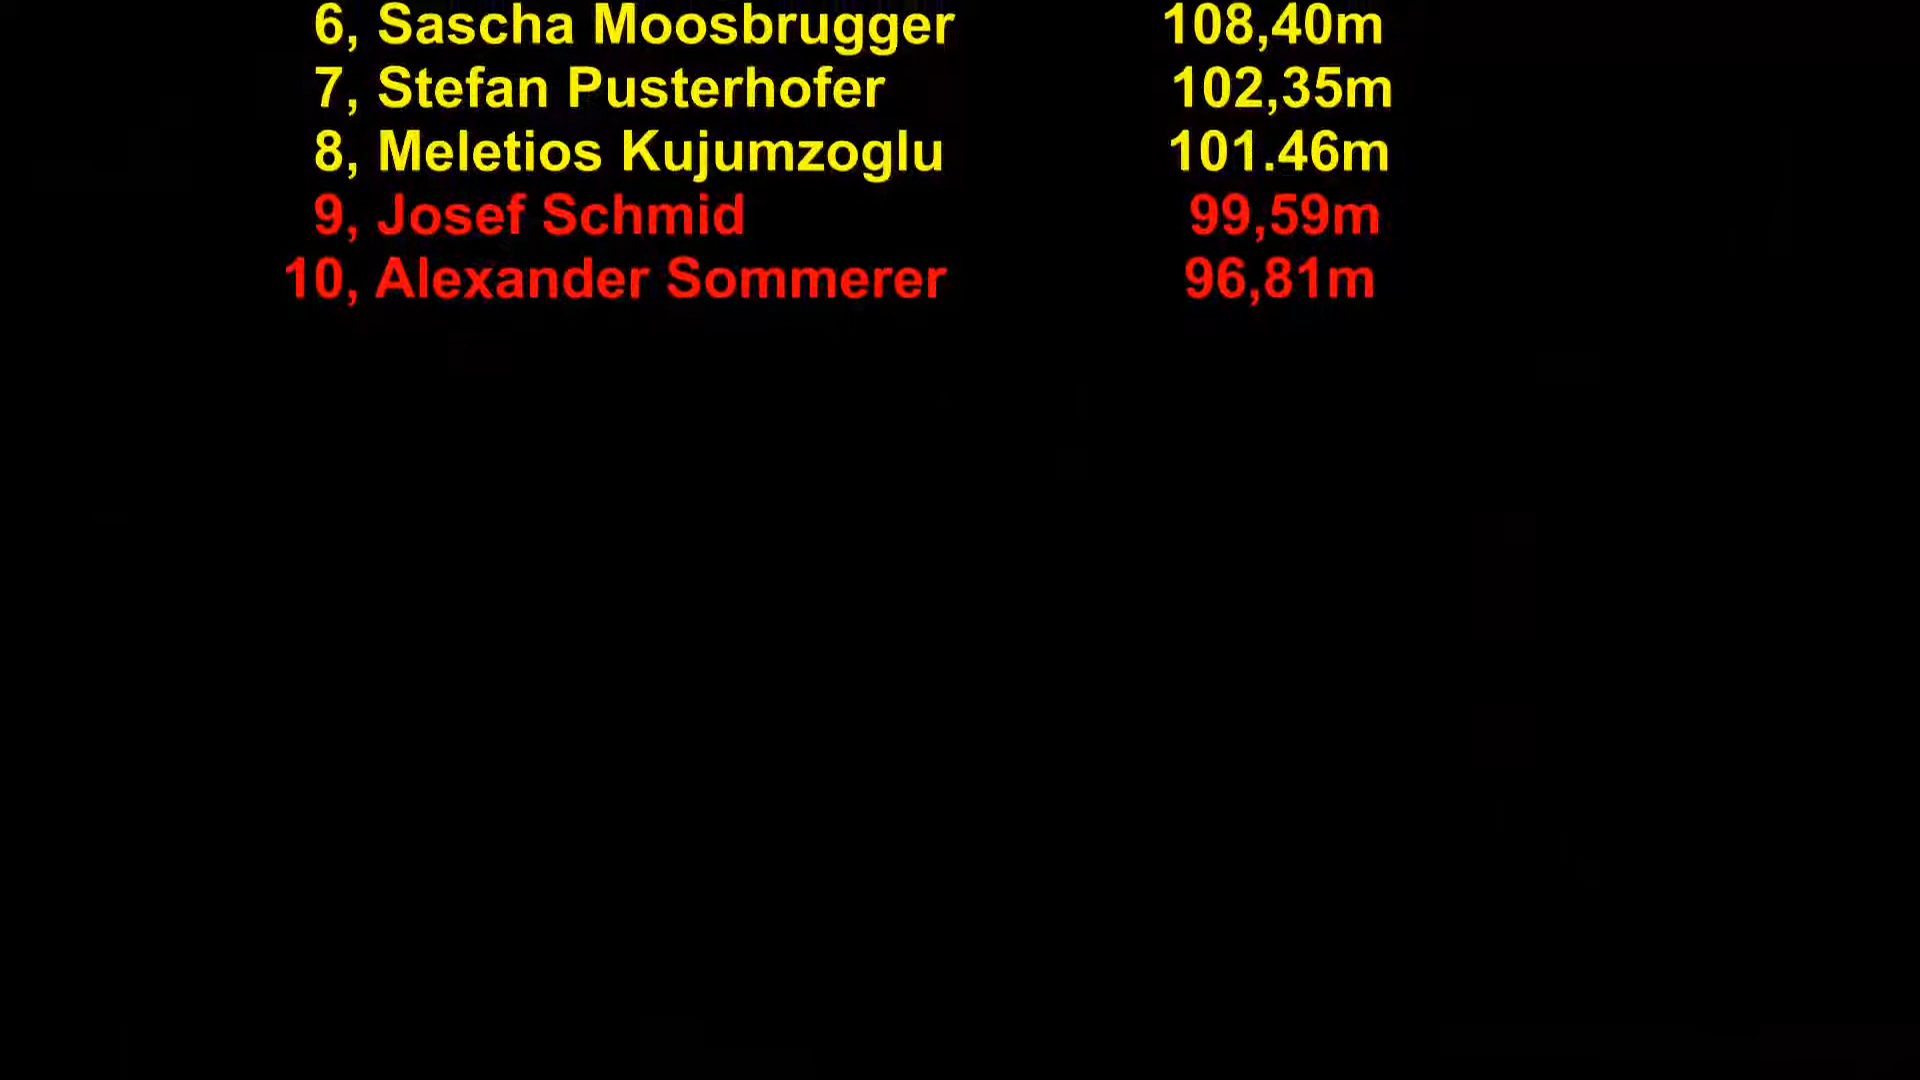 6, Sascha Moosbrugger 108,40m
7, Stefan Pusterhofer 102,35m
8, Meletios Kujumzoglu 101.46m
9, Josef Schmid 99,59m
10, Alexander Sommerer 96,81m